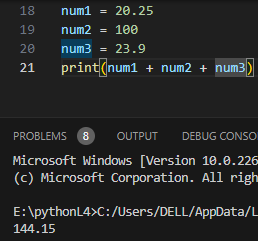 18 num1 = 20.25
19 num2 = 100
20 num3 = 23.9
21 print(num1 + num2 + num3)
PROBLEMS 8 OUTPUT DEBUG CONSO
Microsoft Windows [Version 10.0.226
(c) Microsoft Corporation. All righ
E:\pythonL4>C:/Users/DELL/AppData/L
144.15